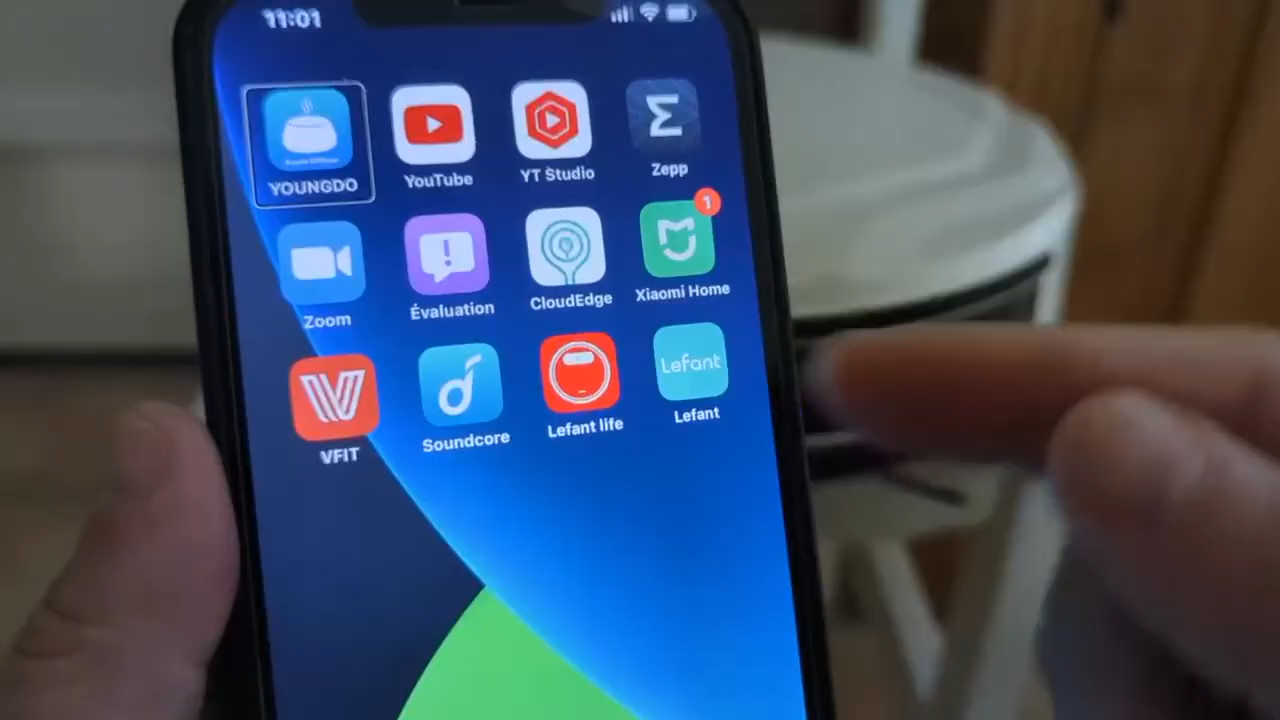 11:01
YOUNGDO
YouTube
YT Studio
Zepp
Zoom
Évaluation
CloudEdge
1
Xiaomi Home
VFIT
Soundcore
Lefant life
Lefant
Lefant